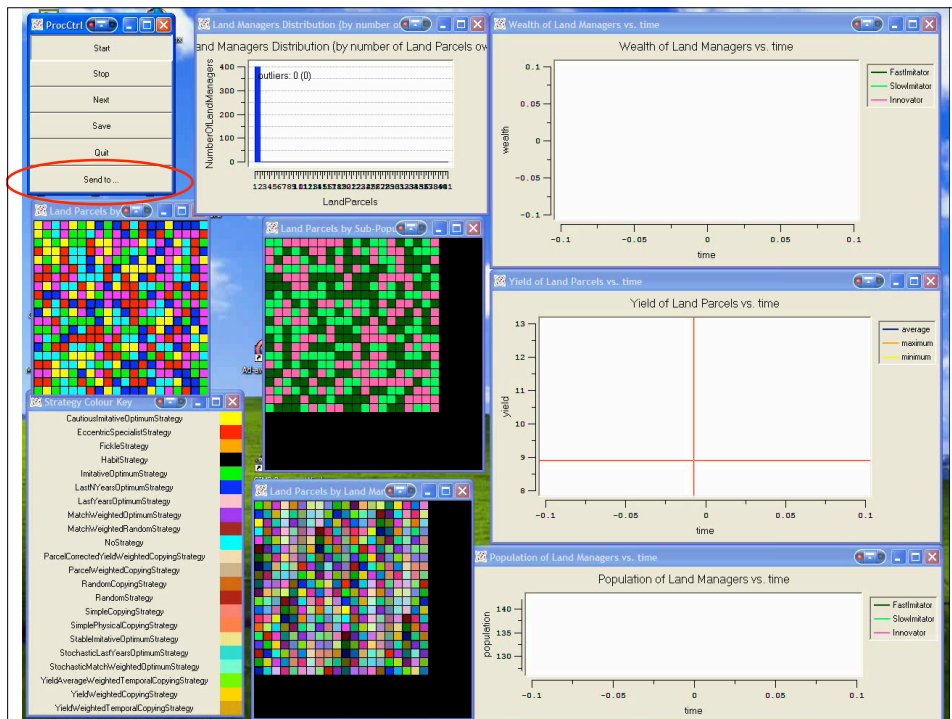 ProcCtrl
Start
Stop
Next
Save
Quit
Send to ...
Land Managers Distribution (by number o
and Managers Distribution (by number of Land Parcels ov
outliers: 0 (0)
NumberOfLandManagers
400
300
200
100
0
LandParcels
Wealth of Land Managers vs. time
Wealth of Land Managers vs. time
FastImitator
SlowImitator
Innovator
wealth
0.1
0.05
0
-0.05
-0.1
-0.1
-0.05
0
0.05
0.1
time
Land Parcels by
Land Parcels by Sub-Popu
Yield of Land Parcels vs. time
Yield of Land Parcels vs. time
average
maximum
minimum
yield
13
12
11
10
9
8
-0.1
-0.05
0
0.05
0.1
time
Strategy Colour Key
CautiousImitativeOptimumStrategy
EccentricSpecialistStrategy
FickleStrategy
HabitStrategy
ImitativeOptimumStrategy
LastNYearsOptimumStrategy
LastYearsOptimumStrategy
MatchWeightedOptimumStrategy
MatchWeightedRandomStrategy
NoStrategy
ParcelCorrectedYieldWeightedCopyingStrategy
ParcelWeightedCopyingStrategy
RandomCopyingStrategy
RandomStrategy
SimpleCopyingStrategy
SimplePhysicalCopyingStrategy
StableImitativeOptimumStrategy
StochasticLastYearsOptimumStrategy
StochasticMatchWeightedOptimumStrategy
YieldAverageWeightedTemporalCopyingStrategy
YieldWeightedCopyingStrategy
YieldWeightedTemporalCopyingStrategy
Land Parcels by Land Man
Population of Land Managers vs. time
Population of Land Managers vs. time
FastImitator
SlowImitator
Innovator
population
140
135
130
-0.1
-0.05
0
0.05
0.1
time